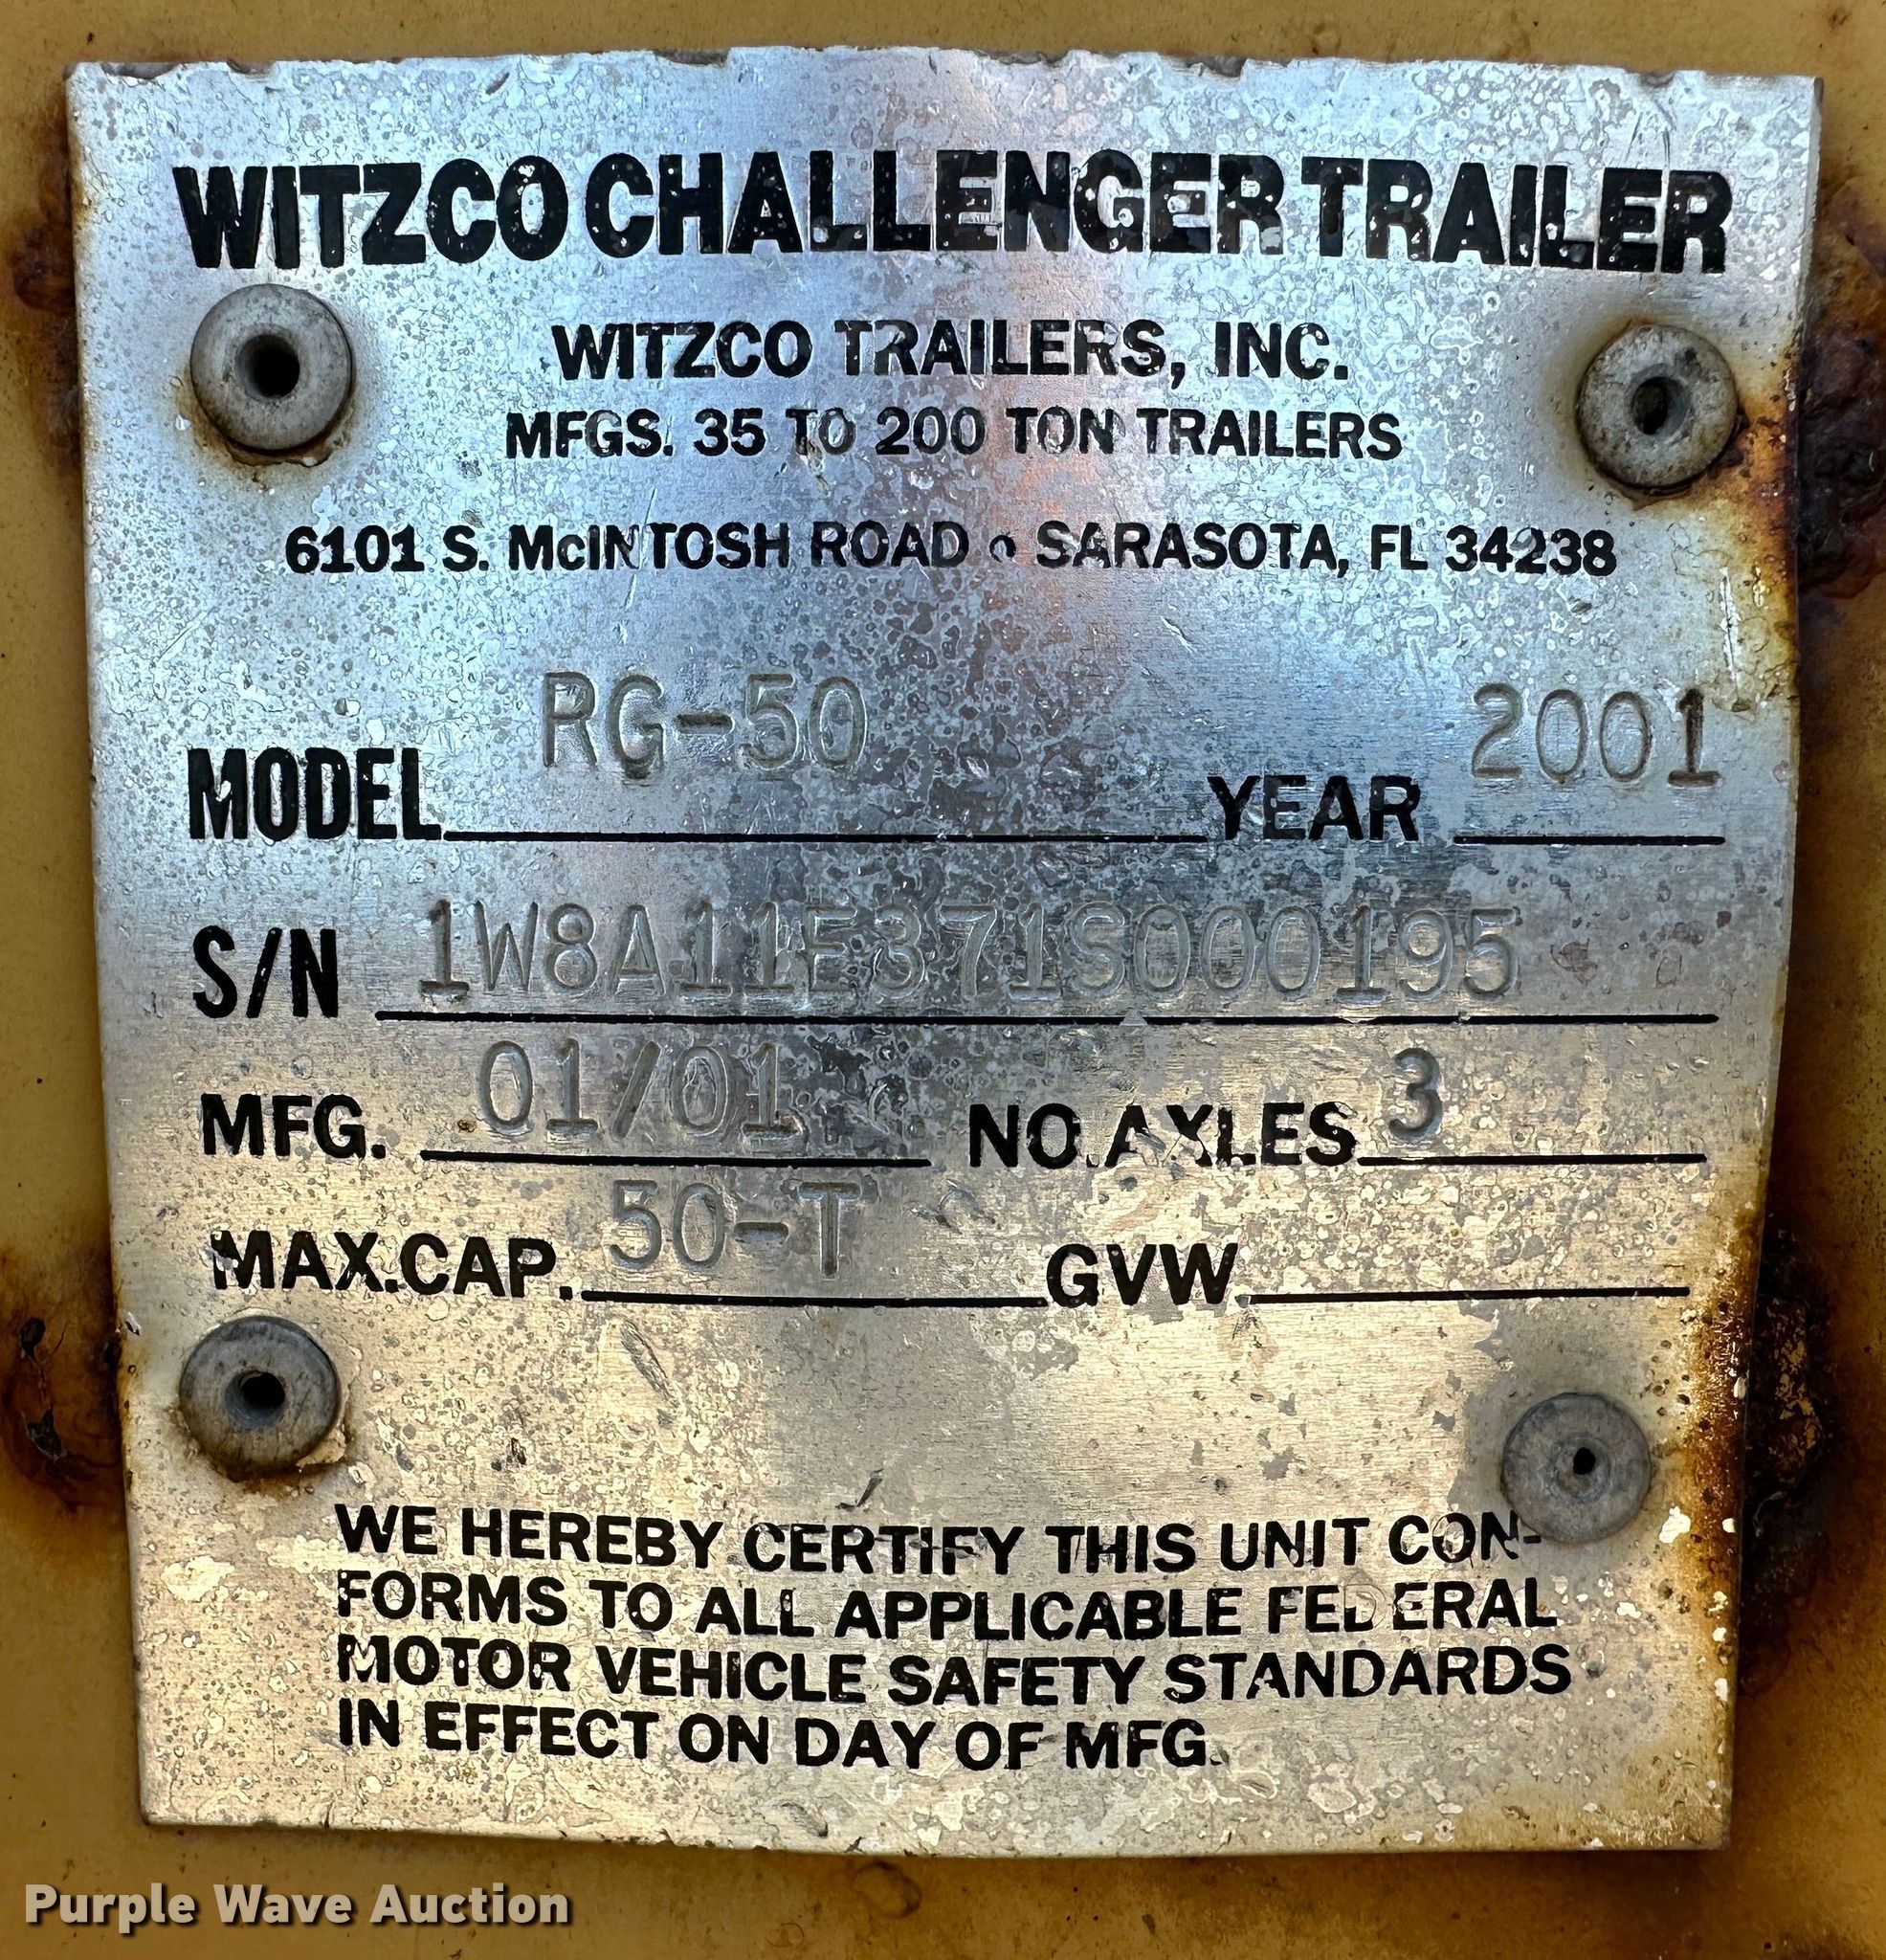 WITZCO CHALLENGER TRAILER
WITZCO TRAILERS, INC.
MFGS. 35 TO 200 TON TRAILERS
6101 S. McINTOSH ROAD • SARASOTA, FL 34238
MODEL RG-50 YEAR 2001
S/N 1W8A11E371S000195
MFG. 01/01 NO. AXLES 3
MAX. CAP. 50-T GVW
WE HEREBY CERTIFY THIS UNIT CON-
FORMS TO ALL APPLICABLE FEDERAL
MOTOR VEHICLE SAFETY STANDARDS
IN EFFECT ON DAY OF MFG.
Purple Wave Auction